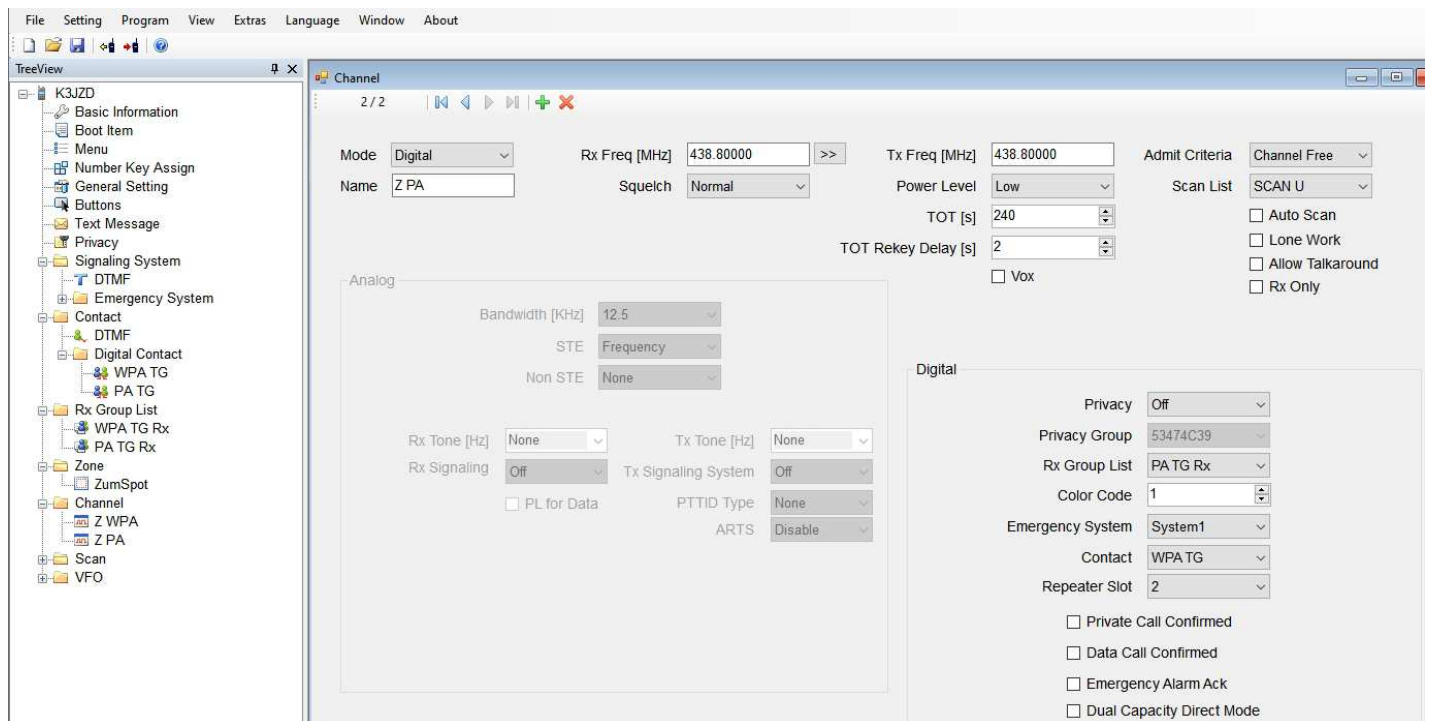 File Setting Program View Extras Language Window About
TreeView
K3JZD
Basic Information
Boot Item
Menu
Number Key Assign
General Setting
Buttons
Text Message
Privacy
Signaling System
DTMF
Emergency System
Contact
DTMF
Digital Contact
WPA TG
PA TG
Rx Group List
WPA TG Rx
PA TG Rx
Zone
ZumSpot
Channel
Z WPA
Z PA
Scan
VFO
Channel
2 / 2
Mode Digital Rx Freq [MHz] 438.80000 >> Tx Freq [MHz] 438.80000 Admit Criteria Channel Free
Name Z PA Squelch Normal Power Level Low Scan List SCAN U
TOT [s] 240 Auto Scan
TOT Rekey Delay [s] 2 Lone Work
Allow Talkaround
Vox Rx Only
Analog
Bandwidth [KHz] 12.5
STE Frequency
Non STE None
Rx Tone [Hz] None Tx Tone [Hz] None
Rx Signaling Off Tx Signaling System Off
PL for Data PTTID Type None
ARTS Disable
Digital
Privacy Off
Privacy Group 53474C39
Rx Group List PA TG Rx
Color Code 1
Emergency System System1
Contact WPA TG
Repeater Slot 2
Private Call Confirmed
Data Call Confirmed
Emergency Alarm Ack
Dual Capacity Direct Mode